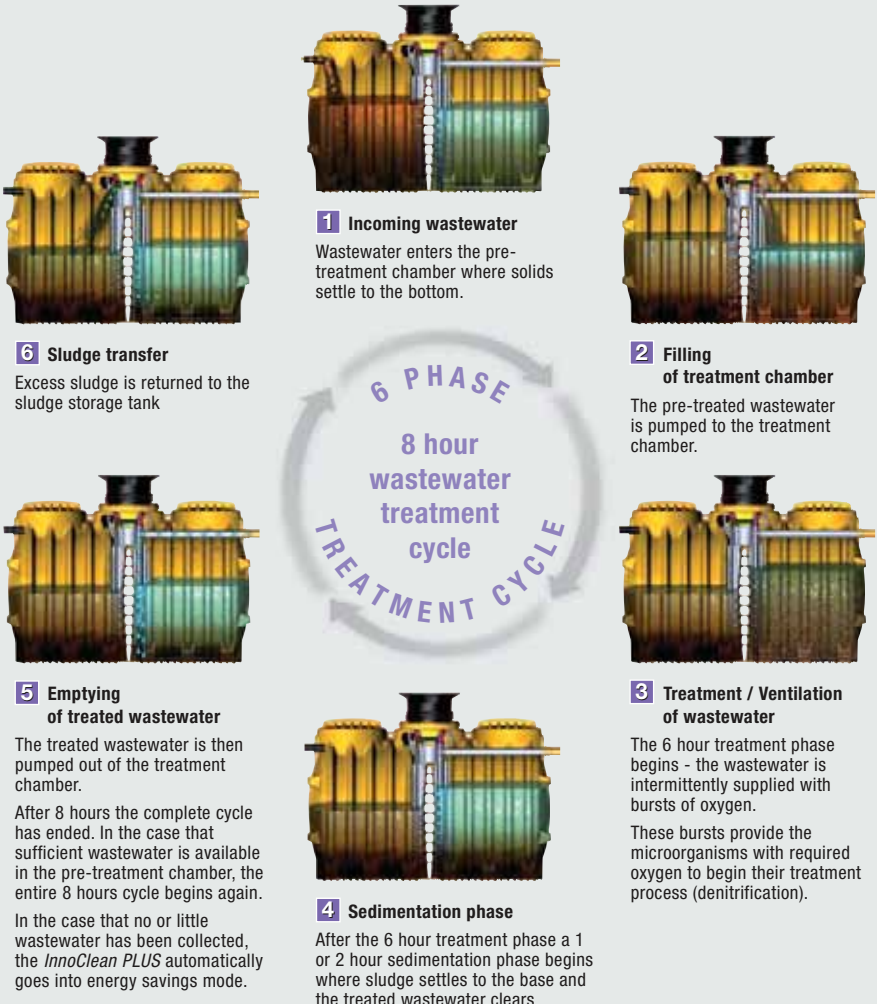 1 Incoming wastewater
Wastewater enters the pre-
treatment chamber where solids
settle to the bottom.
2 Filling
of treatment chamber
The pre-treated wastewater
is pumped to the treatment
chamber.
3 Treatment / Ventilation
of wastewater
The 6 hour treatment phase
begins - the wastewater is
intermittently supplied with
bursts of oxygen.
These bursts provide the
microorganisms with required
oxygen to begin their treatment
process (denitrification).
4 Sedimentation phase
After the 6 hour treatment phase a 1
or 2 hour sedimentation phase begins
where sludge settles to the base and
the treated wastewater clears
5 Emptying
of treated wastewater
The treated wastewater is then
pumped out of the treatment
chamber.
After 8 hours the complete cycle
has ended. In the case that
sufficient wastewater is available
in the pre-treatment chamber, the
entire 8 hours cycle begins again.
In the case that no or little
wastewater has been collected,
the InnoClean PLUS automatically
goes into energy savings mode.
6 Sludge transfer
Excess sludge is returned to the
sludge storage tank
6 PHASE
8 hour
wastewater
treatment
cycle
TREATMENT CYCLE